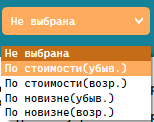 Не выбрана
Не выбрана
По стоимости(убыв.)
По стоимости(возр.)
По новизне(убыв.)
По новизне(возр.)